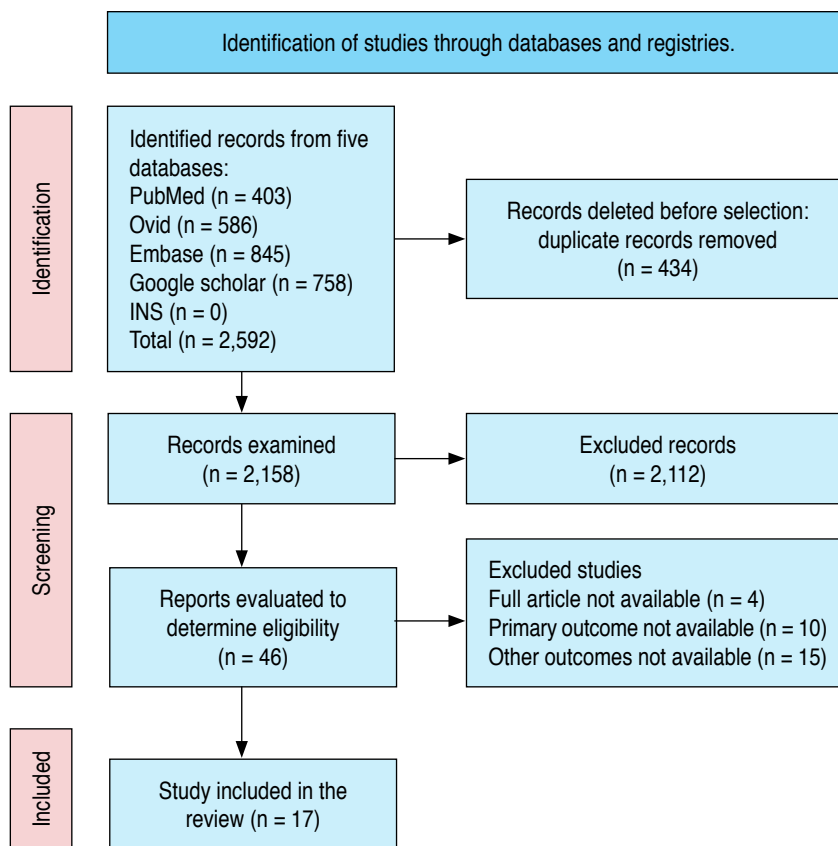 Identification of studies through databases and registries.
Identification
Identified records from five
databases:
PubMed (n = 403)
Ovid (n = 586)
Embase (n = 845)
Google scholar (n = 758)
INS (n = 0)
Total (n = 2,592)
Records deleted before selection:
duplicate records removed
(n = 434)
Screening
Records examined
(n = 2,158)
Excluded records
(n = 2,112)
Reports evaluated to
determine eligibility
(n = 46)
Excluded studies
Full article not available (n = 4)
Primary outcome not available (n = 10)
Other outcomes not available (n = 15)
Included
Study included in the
review (n = 17)